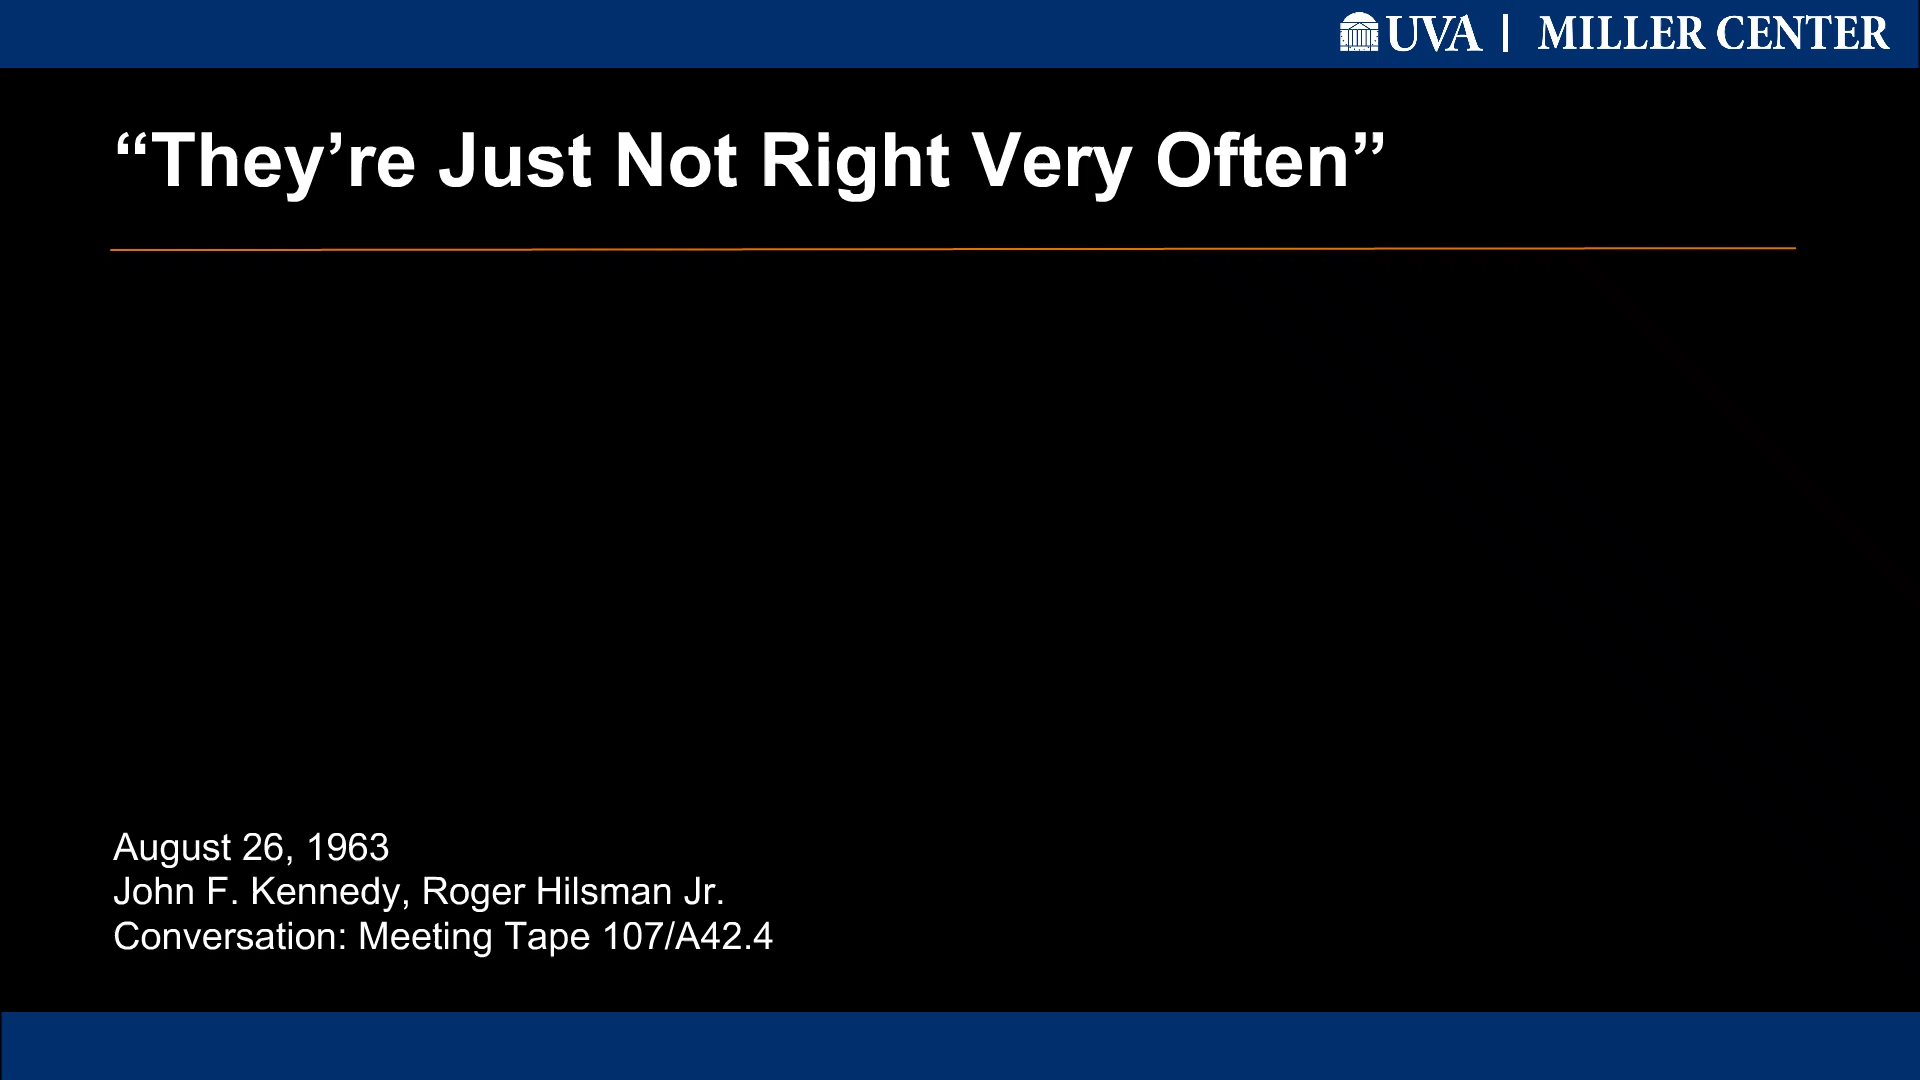 UVA | MILLER CENTER
“They’re Just Not Right Very Often”
August 26, 1963
John F. Kennedy, Roger Hilsman Jr.
Conversation: Meeting Tape 107/A42.4